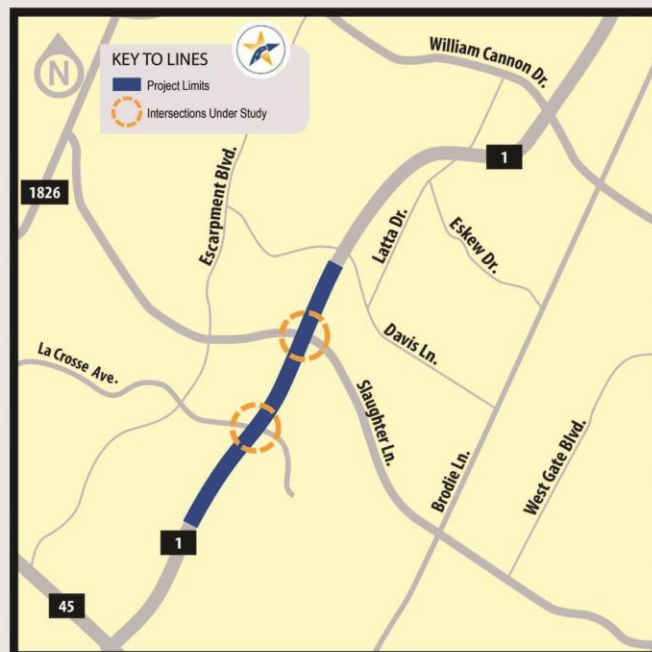 N
KEY TO LINES
Project Limits
Intersections Under Study
William Cannon Dr.
1
1826
Escarpment Blvd.
Latta Dr.
Eskew Dr.
La Crosse Ave.
Davis Ln.
Slaughter Ln.
Brodie Ln.
West Gate Blvd.
1
45